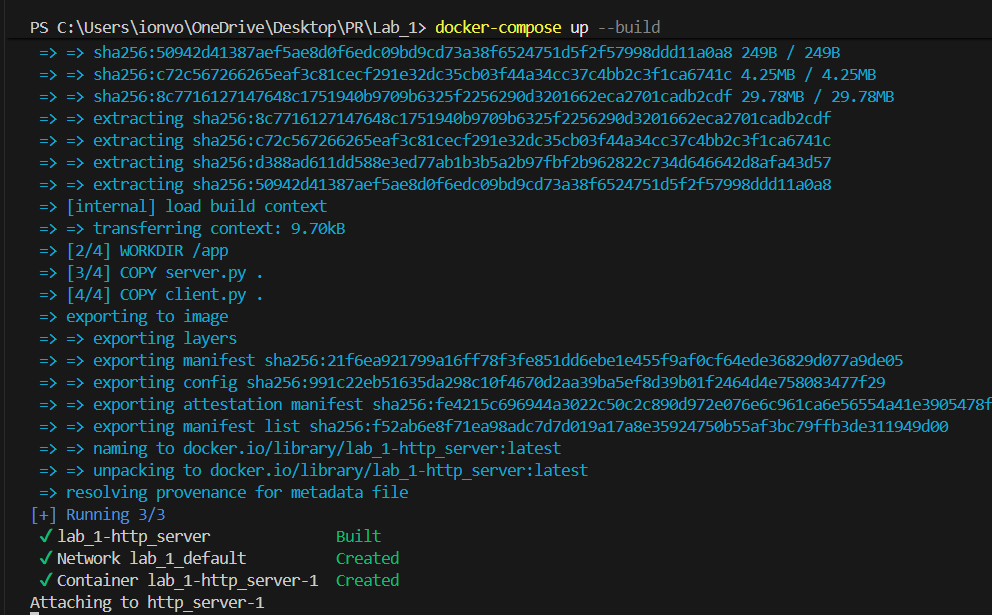 PS C:\Users\ionvo\OneDrive\Desktop\PR\Lab_1> docker-compose up --build
=> => sha256:50942d41387aef5ae8d0f6edc09bd9cd73a38f6524751d5f2f57998ddd11a0a8 249B / 249B
=> => sha256:c72c567266265eaf3c81cecf291e32dc35cb03f44a34cc37c4bb2c3f1ca6741c 4.25MB / 4.25MB
=> => sha256:8c7716127147648c1751940b9709b6325f2256290d3201662eca2701cadb2cdf 29.78MB / 29.78MB
=> => extracting sha256:8c7716127147648c1751940b9709b6325f2256290d3201662eca2701cadb2cdf
=> => extracting sha256:c72c567266265eaf3c81cecf291e32dc35cb03f44a34cc37c4bb2c3f1ca6741c
=> => extracting sha256:d388ad611dd588e3ed77ab1b3b5a2b97fbf2b962822c734d646642d8afa43d57
=> => extracting sha256:50942d41387aef5ae8d0f6edc09bd9cd73a38f6524751d5f2f57998ddd11a0a8
=> [internal] load build context
=> => transferring context: 9.70kB
=> [2/4] WORKDIR /app
=> [3/4] COPY server.py .
=> [4/4] COPY client.py .
=> exporting to image
=> => exporting layers
=> => exporting manifest sha256:21f6ea921799a16ff78f3fe851dd6ebe1e455f9af0cf64ede36829d077a9de05
=> => exporting config sha256:991c22eb51635da298c10f4670d2aa39ba5ef8d39b01f2464d4e758083477f29
=> => exporting attestation manifest sha256:fe4215c696944a3022c50c2c890d972e076e6c961ca6e56554a41e3905478f
=> => exporting manifest list sha256:f52ab6e8f71ea98adc7d7d019a17a8e35924750b55af3bc79ffb3de311949d00
=> => naming to docker.io/library/lab_1-http_server:latest
=> => unpacking to docker.io/library/lab_1-http_server:latest
=> resolving provenance for metadata file
[+] Running 3/3
✔ lab_1-http_server Built
✔ Network lab_1_default Created
✔ Container lab_1-http_server-1 Created
Attaching to http_server-1